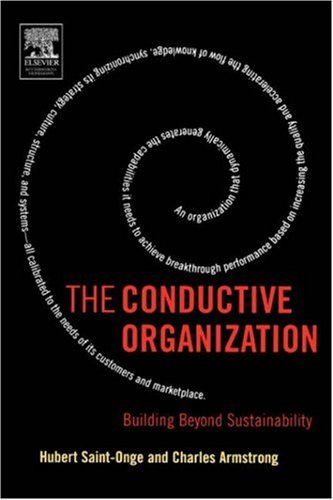 ELSEVIER
BUTTERWORTH
HEINEMANN
An organization that dynamically generates the capabilities it needs to achieve breakthrough performance based on increasing the quality and accelerating the flow of knowledge, synchronizing its strategy, culture, structure, and systems—all calibrated to the needs of its customers and marketplace.
THE CONDUCTIVE
ORGANIZATION
Building Beyond Sustainability
Hubert Saint-Onge and Charles Armstrong